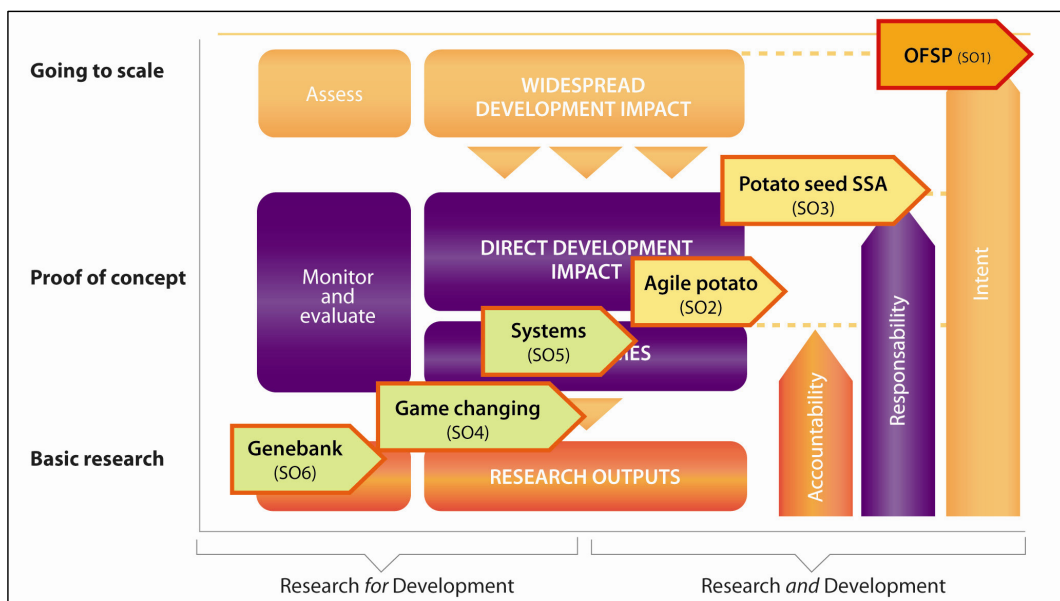 Going to scale
Assess
WIDESPREAD
DEVELOPMENT IMPACT
OFSP (SO1)
Potato seed SSA
(SO3)
Proof of concept
Monitor
and
evaluate
DIRECT DEVELOPMENT
IMPACT
Agile potato
(SO2)
Systems
(SO5)
Game changing
(SO4)
Basic research
Genebank
(SO6)
RESEARCH OUTPUTS
Accountability
Responsability
Intent
Research for Development
Research and Development